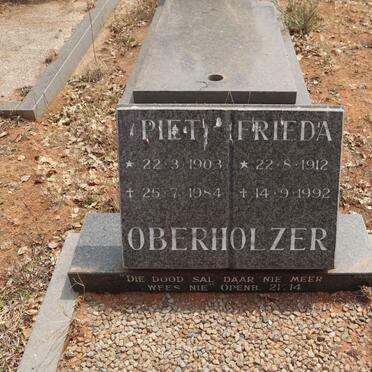 PIET FRIEDA
* 22·3·1903 * 22·8·1912
† 26·7·1984 † 14·9·1992
OBERHOLZER
"DIE DOOD SAL DAAR NIE MEER
WEES NIE" OPENB. 21:14